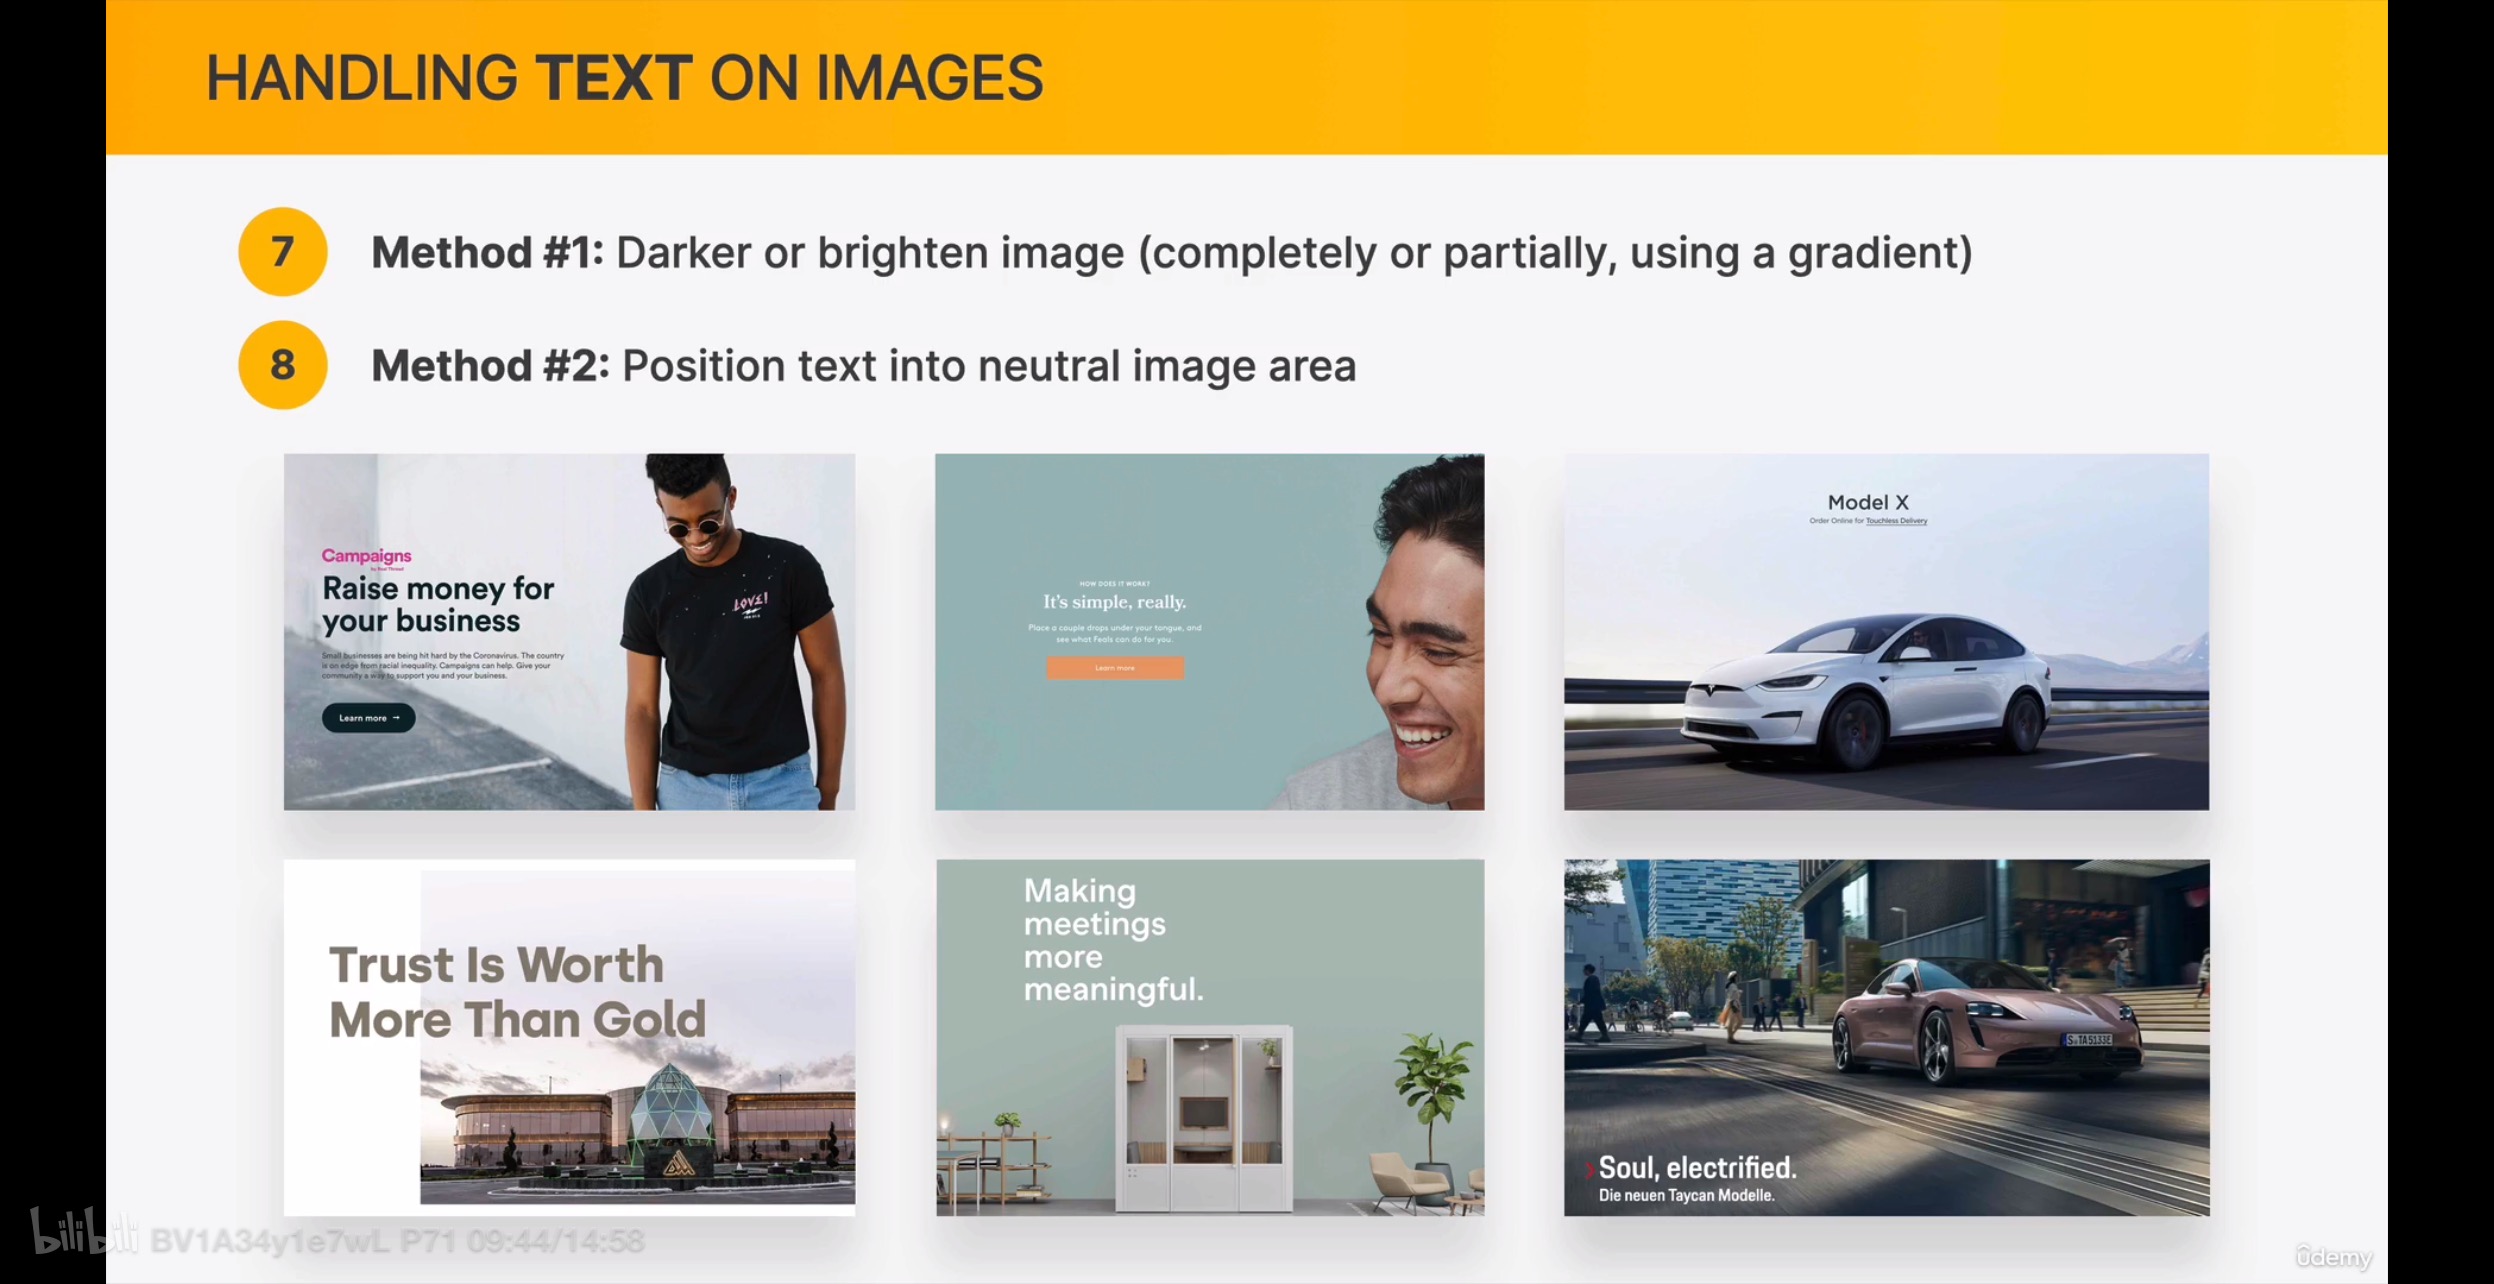 HANDLING TEXT ON IMAGES
7 Method #1: Darker or brighten image (completely or partially, using a gradient)
8 Method #2: Position text into neutral image area
Campaigns
by Real Thread
Raise money for
your business
Small businesses are being hit hard by the Coronavirus. The country
is on edge from racial inequality. Campaigns can help. Give your
community a way to support you and your business.
Learn more →
LOVE!
HOW DOES IT WORK?
It's simple, really.
Place a couple drops under your tongue, and
see what Feals can do for you.
Learn more
Model X
Order Online for Touchless Delivery
Trust Is Worth
More Than Gold
Making
meetings
more
meaningful.
S·TA 5133E
Soul, electrified.
Die neuen Taycan Modelle.
bilibili BV1A34y1e7wL P71 09:44/14:58
ûdemy